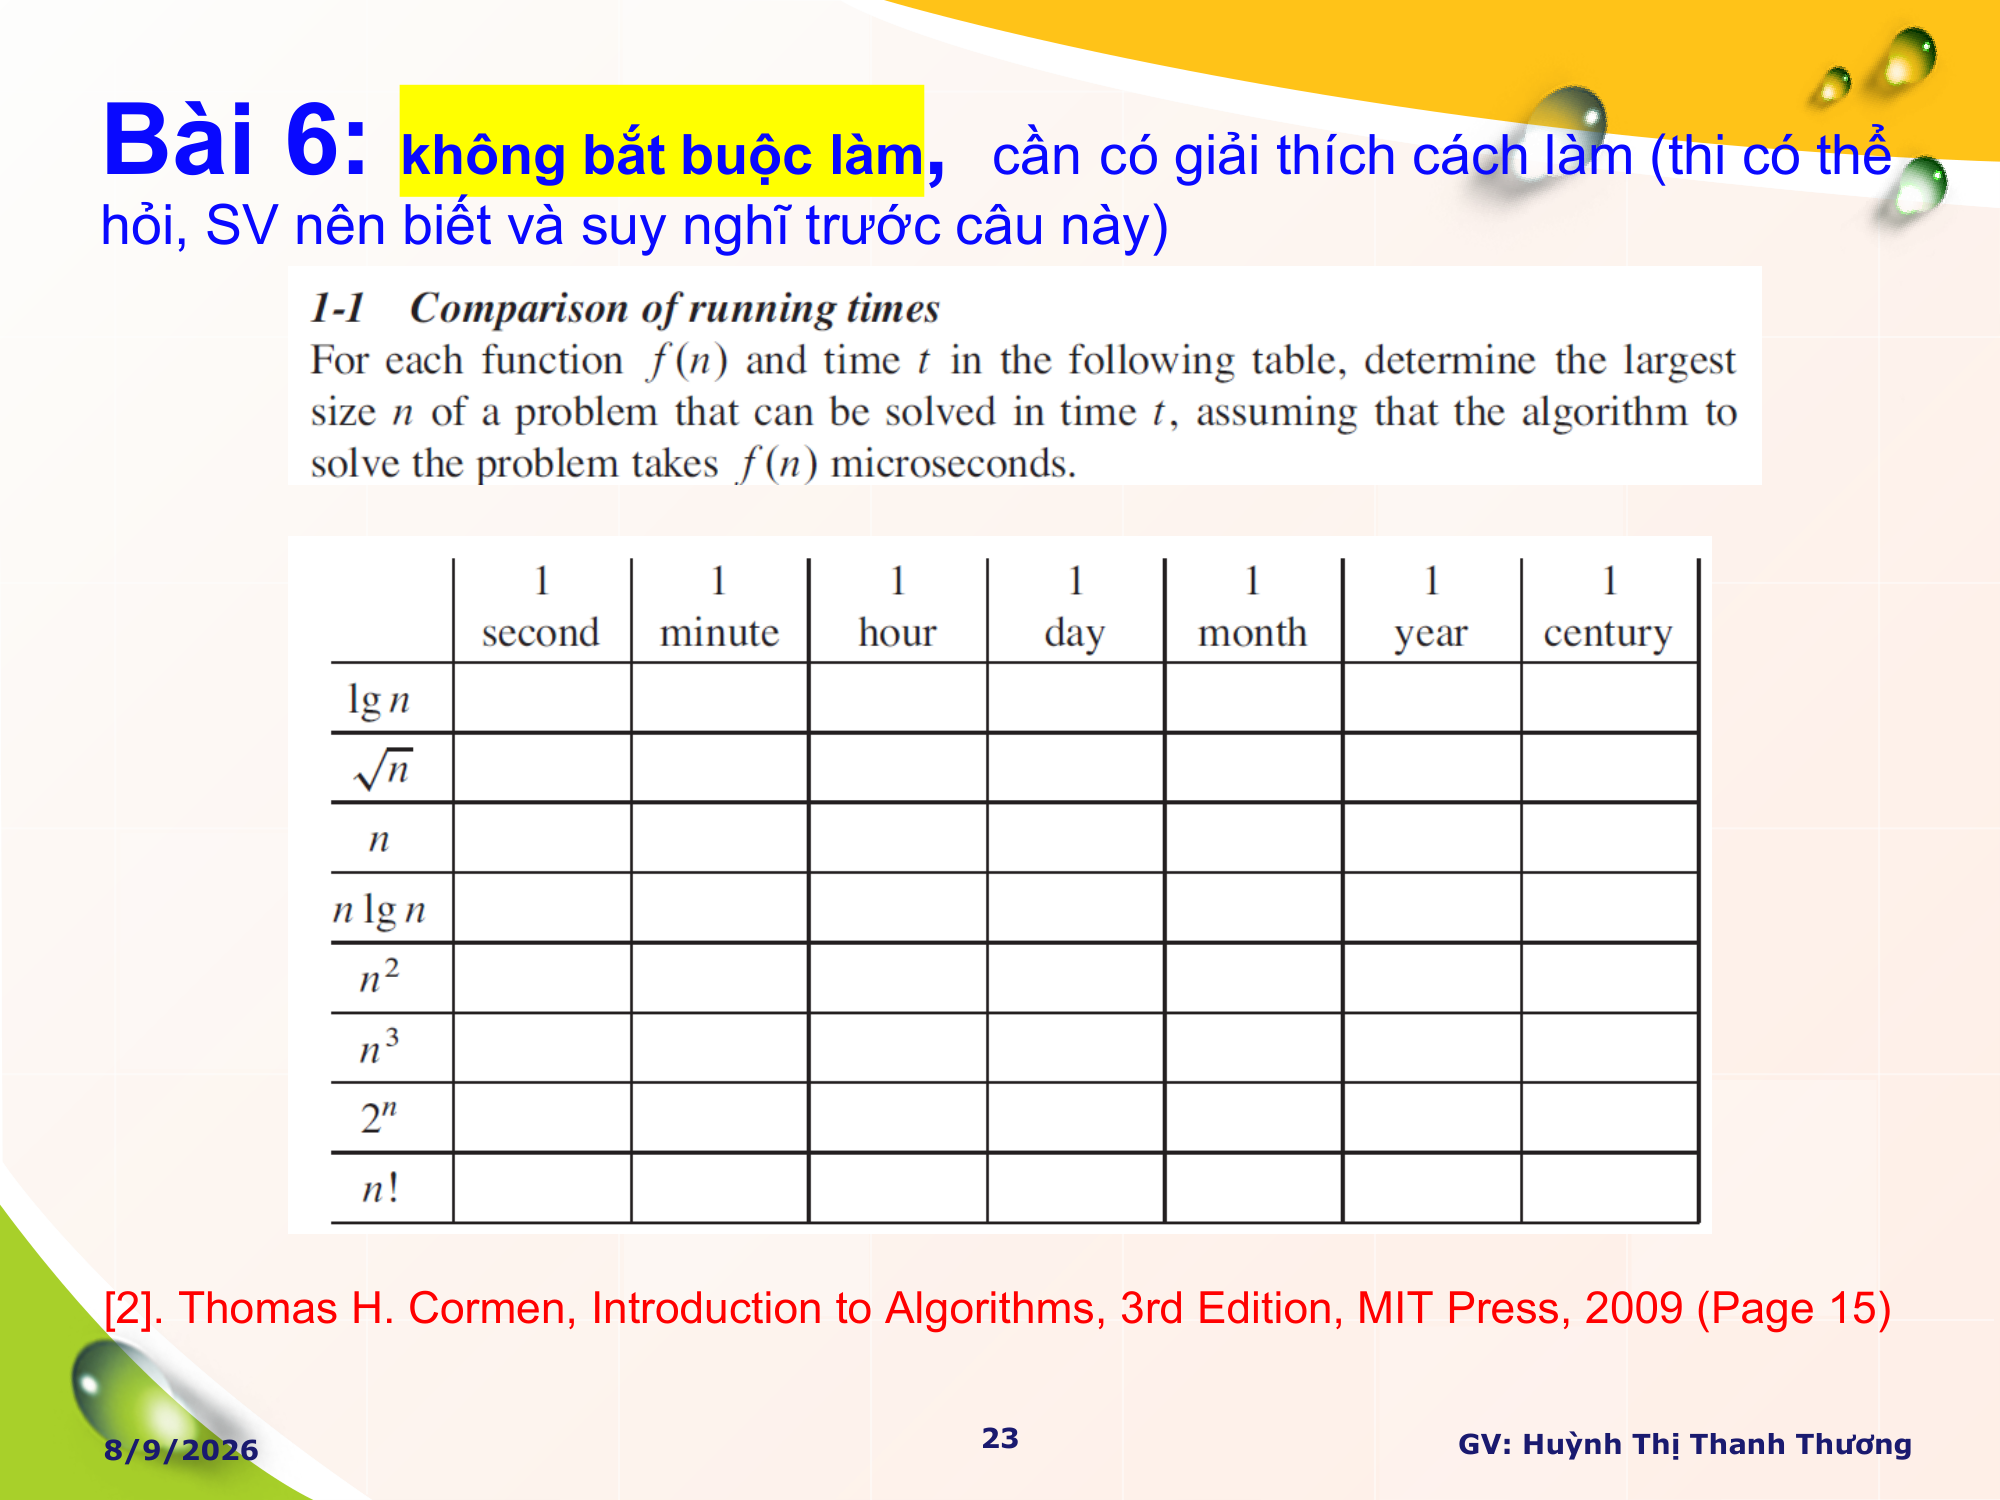 Bài 6: không bắt buộc làm, cần có giải thích cách làm (thi có thể
hỏi, SV nên biết và suy nghĩ trước câu này)
1-1 Comparison of running times
For each function f(n) and time t in the following table, determine the largest
size n of a problem that can be solved in time t, assuming that the algorithm to
solve the problem takes f(n) microseconds.
1 1 1 1 1 1 1
second minute hour day month year century
lg n
√n
n
n lg n
n²
n³
2ⁿ
n!
[2]. Thomas H. Cormen, Introduction to Algorithms, 3rd Edition, MIT Press, 2009 (Page 15)
8/9/2026 23 GV: Huỳnh Thị Thanh Thương